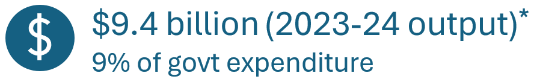 $
$9.4 billion (2023-24 output)*
9% of govt expenditure